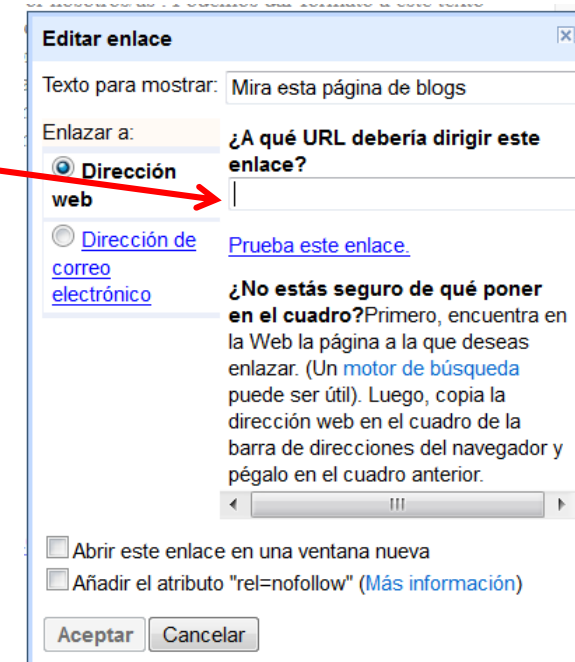 Editar enlace
Texto para mostrar: Mira esta página de blogs
Enlazar a:
Dirección
web
Dirección de
correo
electrónico
¿A qué URL debería dirigir este
enlace?
Prueba este enlace.
¿No estás seguro de qué poner
en el cuadro?Primero, encuentra en
la Web la página a la que deseas
enlazar. (Un motor de búsqueda
puede ser útil). Luego, copia la
dirección web en el cuadro de la
barra de direcciones del navegador y
pégalo en el cuadro anterior.
Abrir este enlace en una ventana nueva
Añadir el atributo "rel=nofollow" (Más información)
Aceptar Cancelar